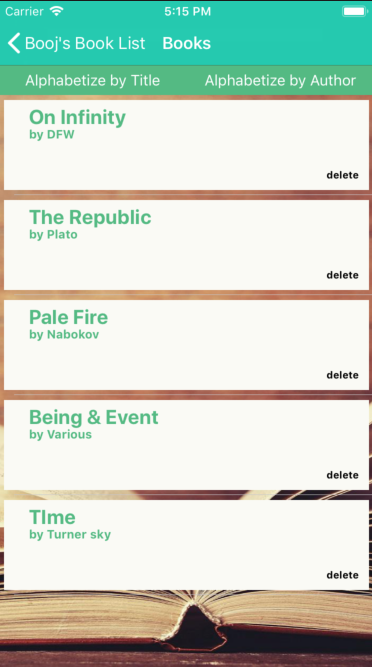 Carrier 5:15 PM
Booj's Book List Books
Alphabetize by Title Alphabetize by Author
On Infinity
by DFW
delete
The Republic
by Plato
delete
Pale Fire
by Nabokov
delete
Being & Event
by Various
delete
TIme
by Turner sky
delete